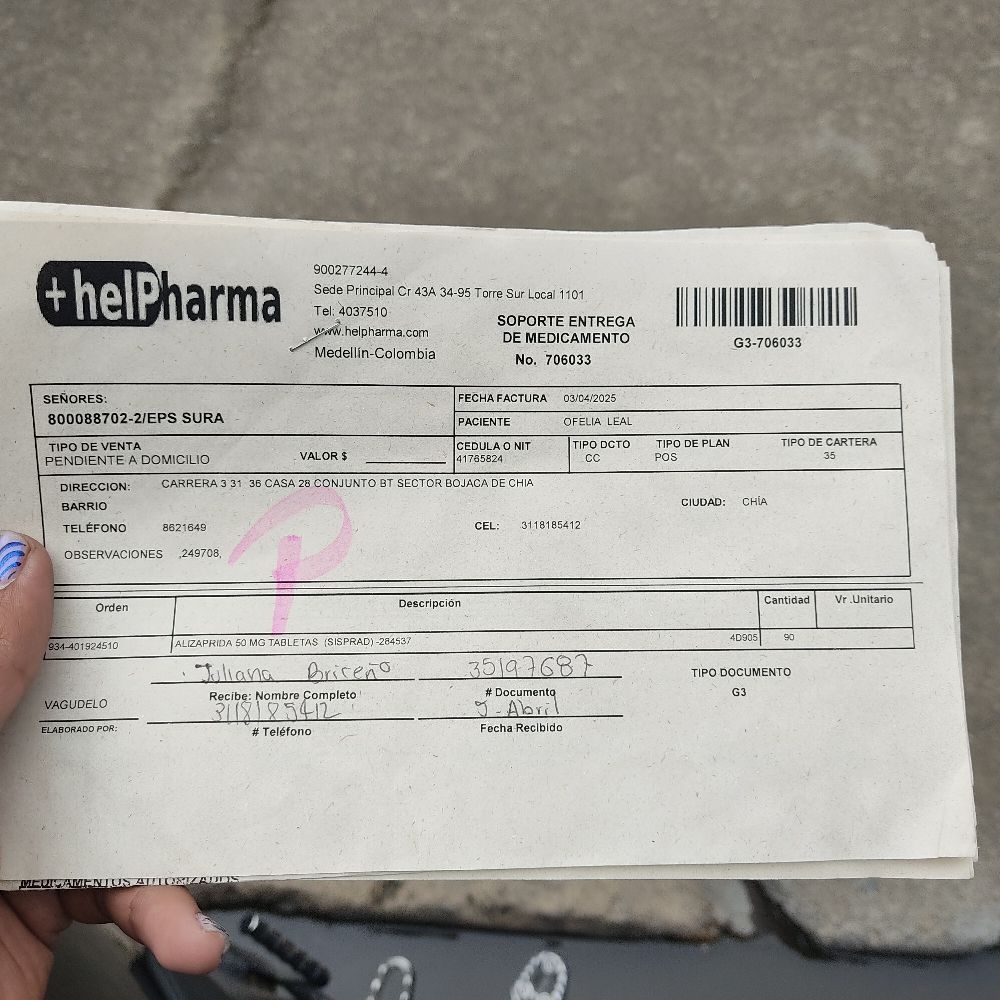 +helPharma
900277244-4
Sede Principal Cr 43A 34-95 Torre Sur Local 1101
Tel: 4037510
www.helpharma.com
Medellín-Colombia
SOPORTE ENTREGA
DE MEDICAMENTO
No. 706033
G3-706033
SEÑORES:
800088702-2/EPS SURA
FECHA FACTURA 03/04/2025
PACIENTE OFELIA LEAL
TIPO DE VENTA
PENDIENTE A DOMICILIO
VALOR $
CEDULA O NIT
41765824
TIPO DCTO
CC
TIPO DE PLAN
POS
TIPO DE CARTERA
35
DIRECCION: CARRERA 3 31 36 CASA 28 CONJUNTO BT SECTOR BOJACA DE CHIA
BARRIO
CIUDAD: CHÍA
TELÉFONO 8621649
CEL: 3118185412
OBSERVACIONES ,249708,
P
Orden Descripción Cantidad Vr .Unitario
934-401924510 ALIZAPRIDA 50 MG TABLETAS (SISPRAD) -284537 4D905 90
Juliana Briceño 35197687
Recibe: Nombre Completo # Documento
TIPO DOCUMENTO
G3
VAGUDELO
3118185412
Abril
ELABORADO POR:
# Teléfono
Fecha Recibido
MEDICAMENTOS AUTORIZADOS